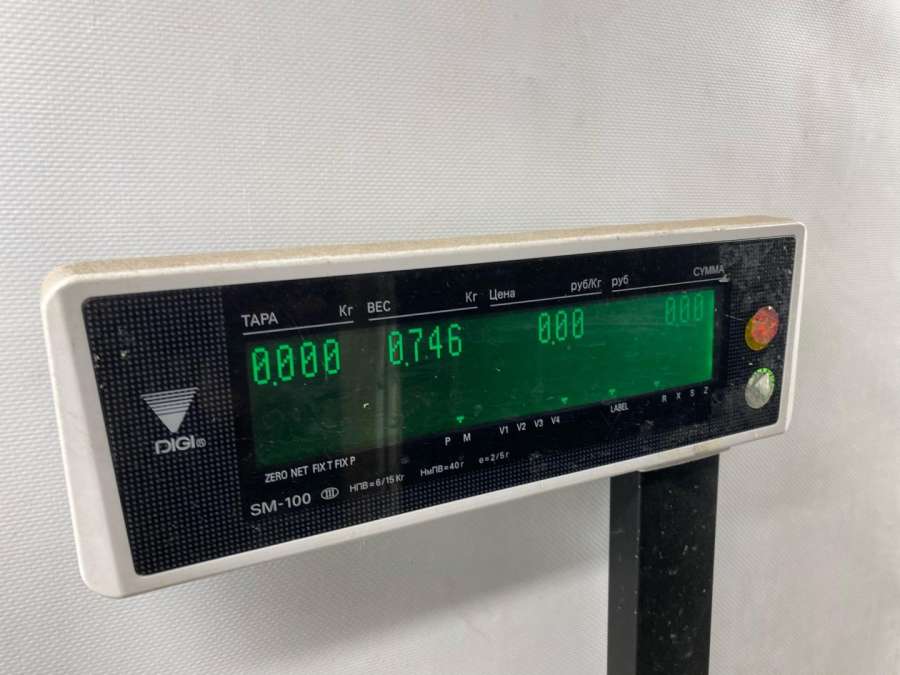 ТАРА Кг ВЕС Кг Цена руб/Кг руб СУММА
0.000 0.746 0.00 0.00
P M V1 V2 V3 V4 LABEL R X S Z
DIGI®
ZERO NET FIX T FIX P
SM-100 III НПВ=6/15 Кг НмПВ=40 г е=2/5 г